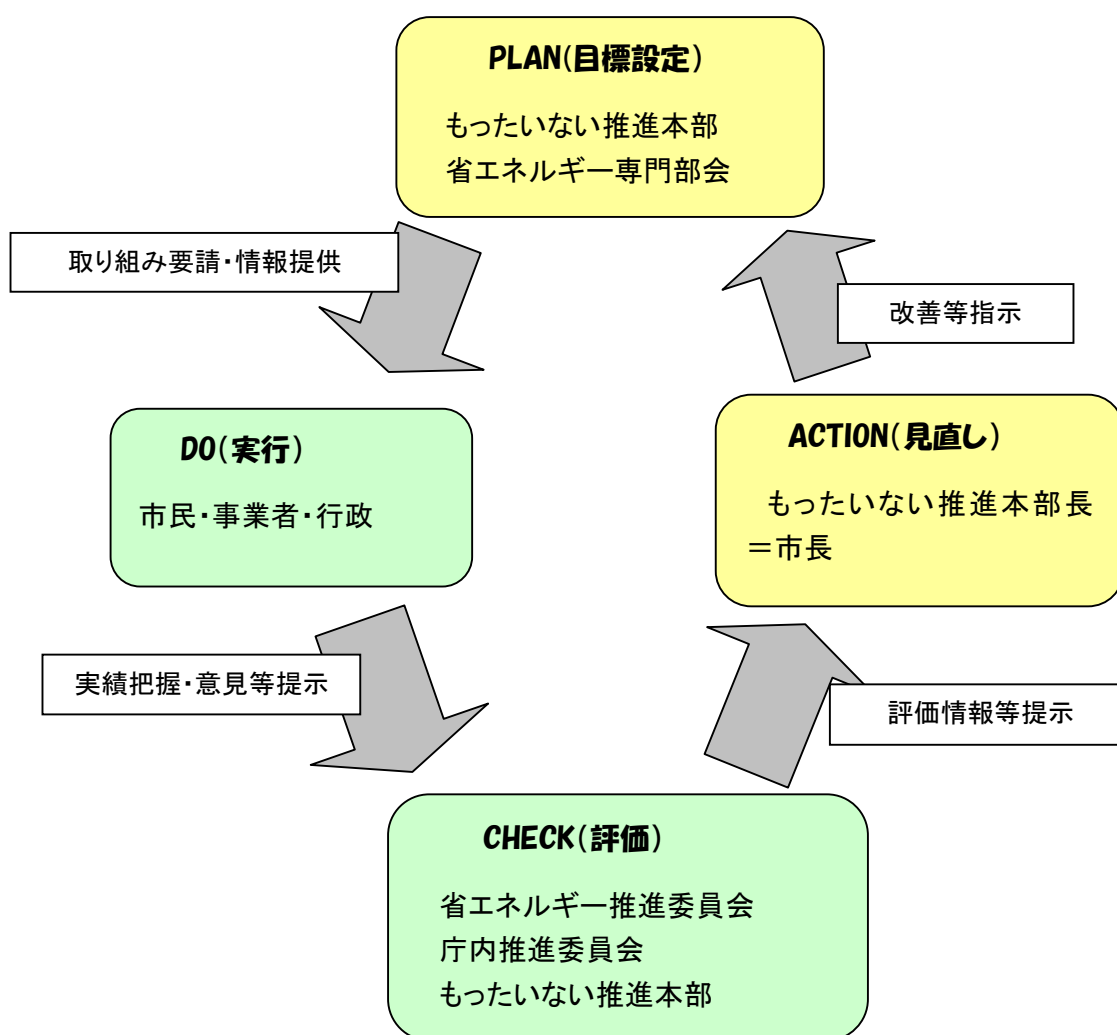 PLAN(目標設定)
もったいない推進本部
省エネルギー専門部会
取り組み要請・情報提供
改善等指示
DO(実行)
市民・事業者・行政
ACTION(見直し)
もったいない推進本部長
＝市長
実績把握・意見等提示
評価情報等提示
CHECK(評価)
省エネルギー推進委員会
庁内推進委員会
もったいない推進本部